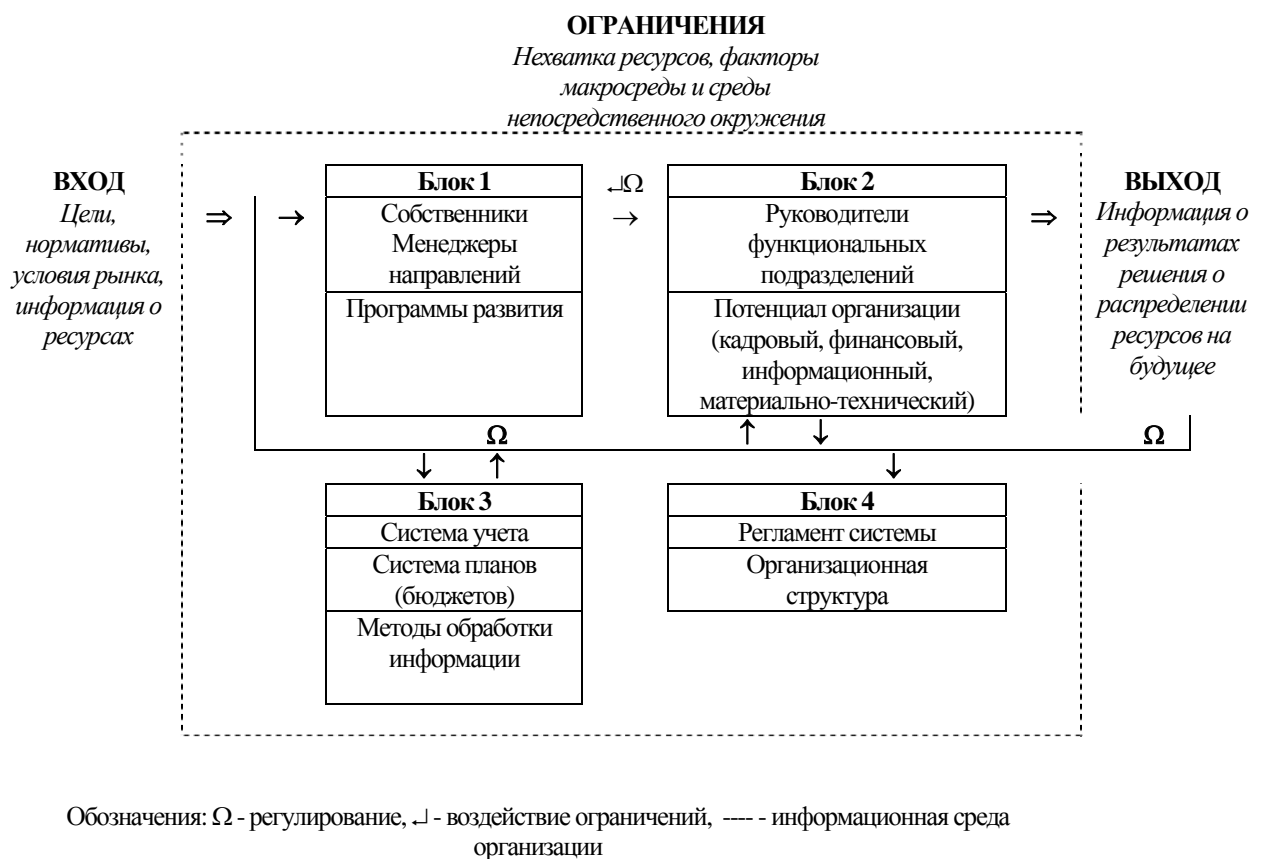 ОГРАНИЧЕНИЯ
Нехватка ресурсов, факторы
макросреды и среды
непосредственного окружения
ВХОД
Цели,
нормативы,
условия рынка,
информация о
ресурсах
⇒
→
Блок 1
Собственники
Менеджеры
направлений
Программы развития
↵Ω
→
Блок 2
Руководители
функциональных
подразделений
Потенциал организации
(кадровый, финансовый,
информационный,
материально-технический)
⇒
ВЫХОД
Информация о
результатах
решения о
распределении
ресурсов на
будущее
Ω
↑ ↓
Ω
↓ ↑
↓
Блок 3
Система учета
Система планов
(бюджетов)
Методы обработки
информации
Блок 4
Регламент системы
Организационная
структура
Обозначения: Ω - регулирование, ↵ - воздействие ограничений, ---- - информационная среда
организации